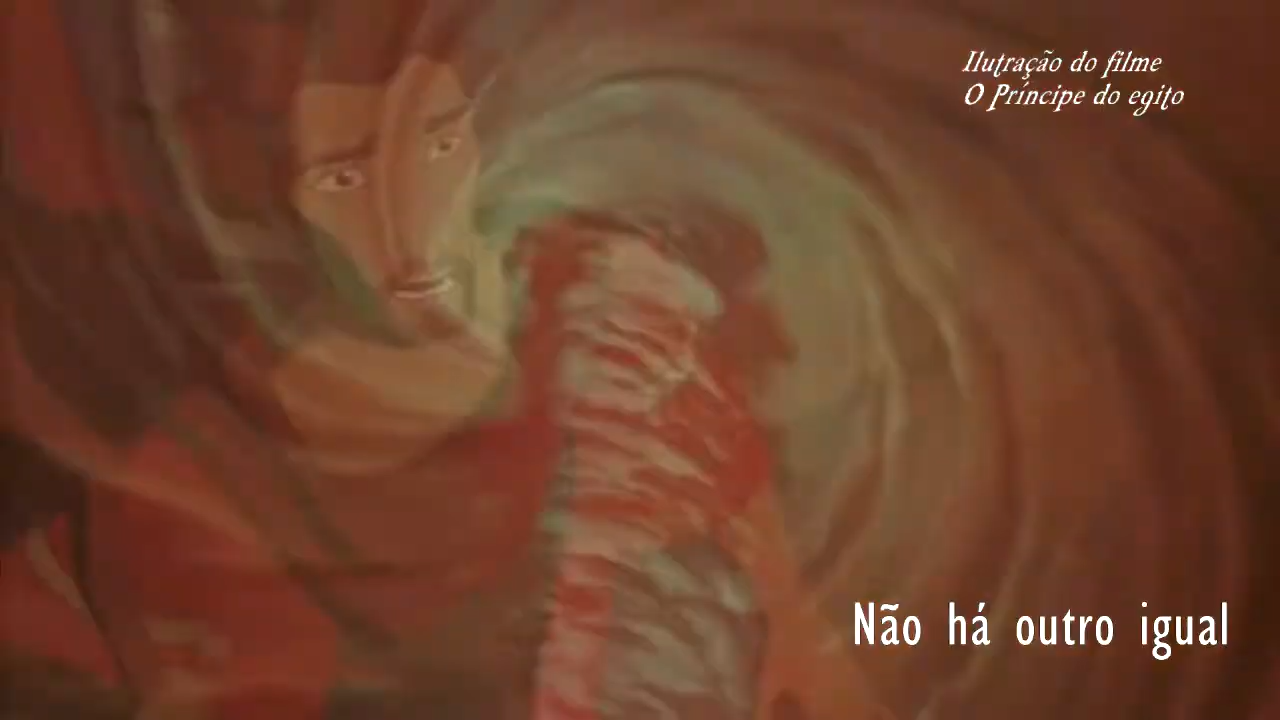 Ilutração do filme
O Príncipe do egito
Não há outro igual